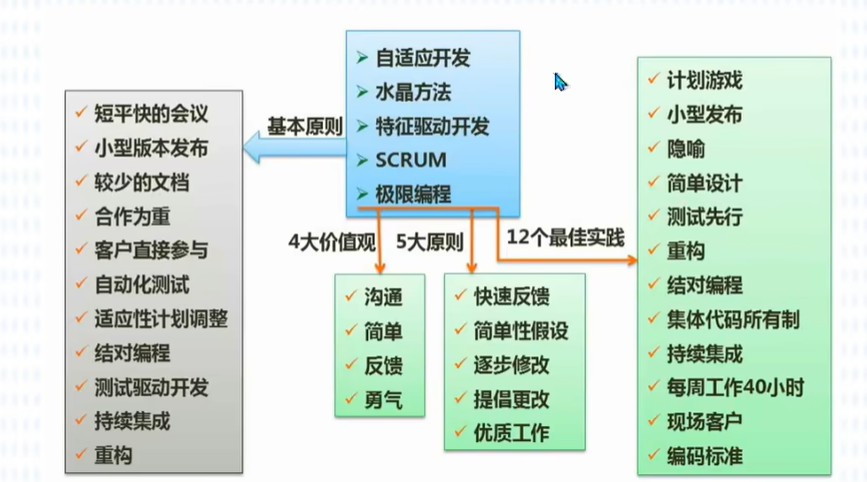 自适应开发
水晶方法
特征驱动开发
SCRUM
极限编程
基本原则
短平快的会议
小型版本发布
较少的文档
合作为重
客户直接参与
自动化测试
适应性计划调整
结对编程
测试驱动开发
持续集成
重构
4大价值观
沟通
简单
反馈
勇气
5大原则
快速反馈
简单性假设
逐步修改
提倡更改
优质工作
12个最佳实践
计划游戏
小型发布
隐喻
简单设计
测试先行
重构
结对编程
集体代码所有制
持续集成
每周工作40小时
现场客户
编码标准